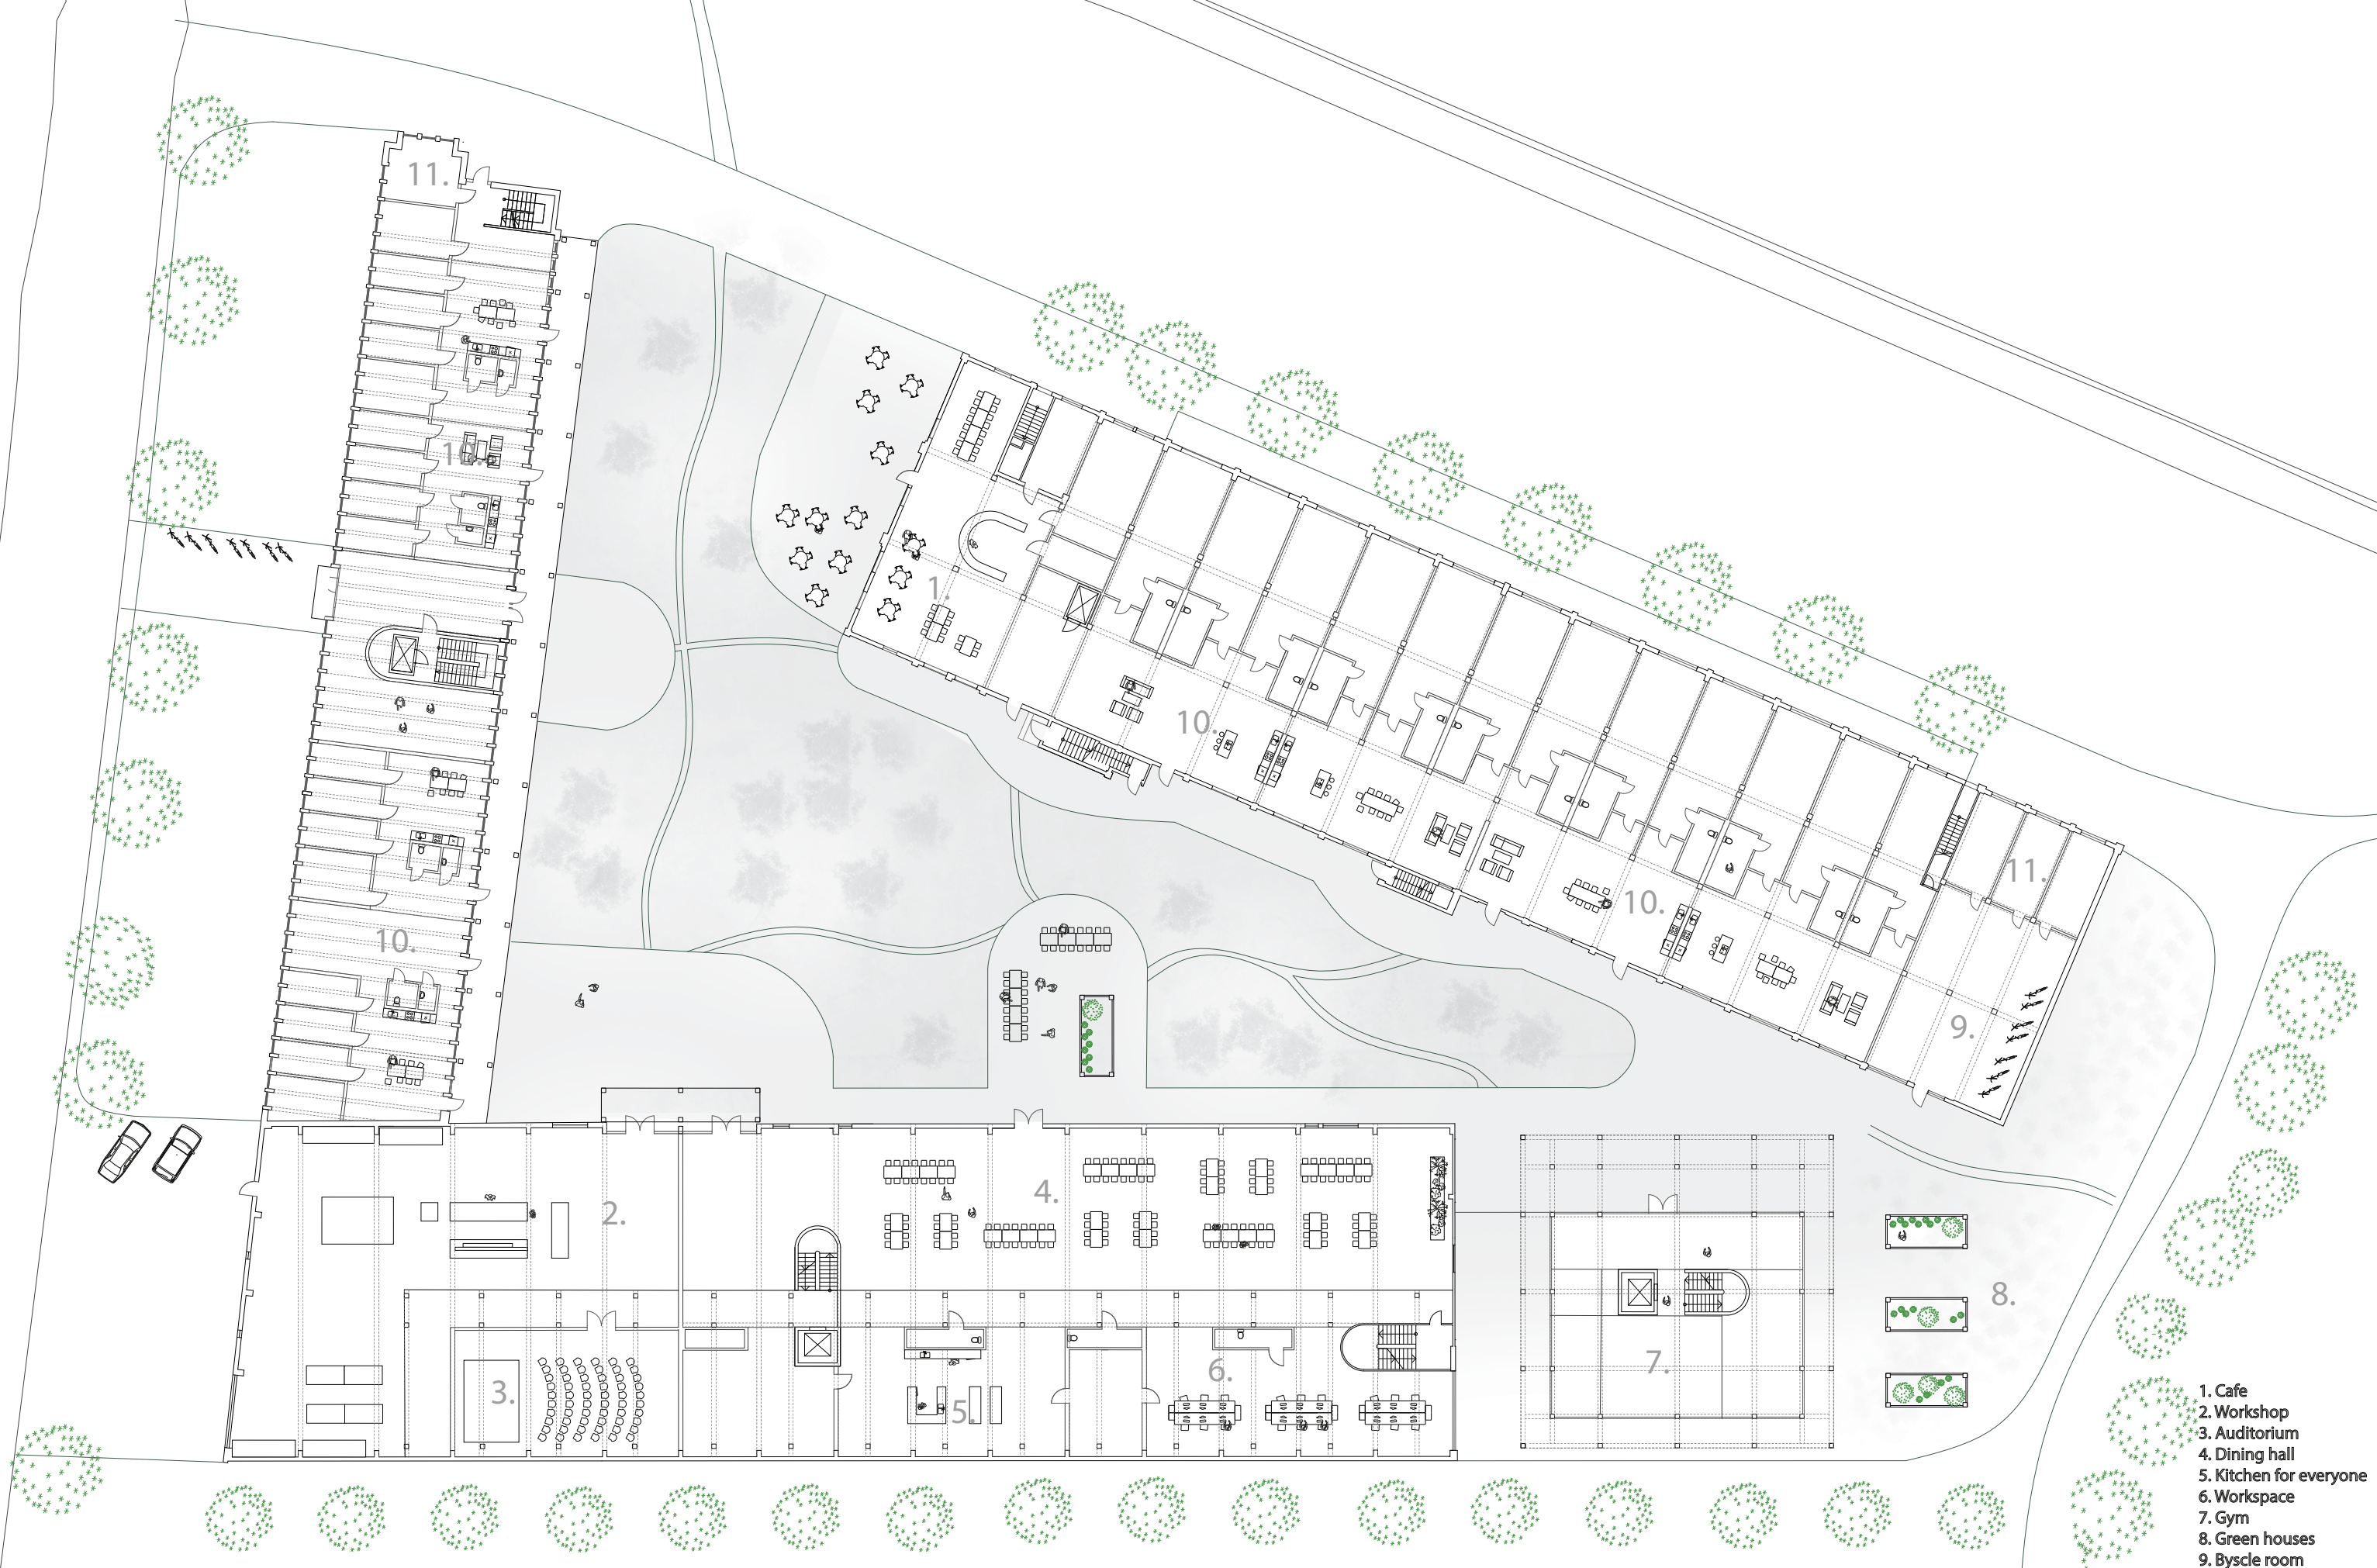 11.
10.
1.
10.
11.
10.
10.
9.
4.
2.
8.
7.
6.
3.
5.
1. Cafe
2. Workshop
3. Auditorium
4. Dining hall
5. Kitchen for everyone
6. Workspace
7. Gym
8. Green houses
9. Byscle room